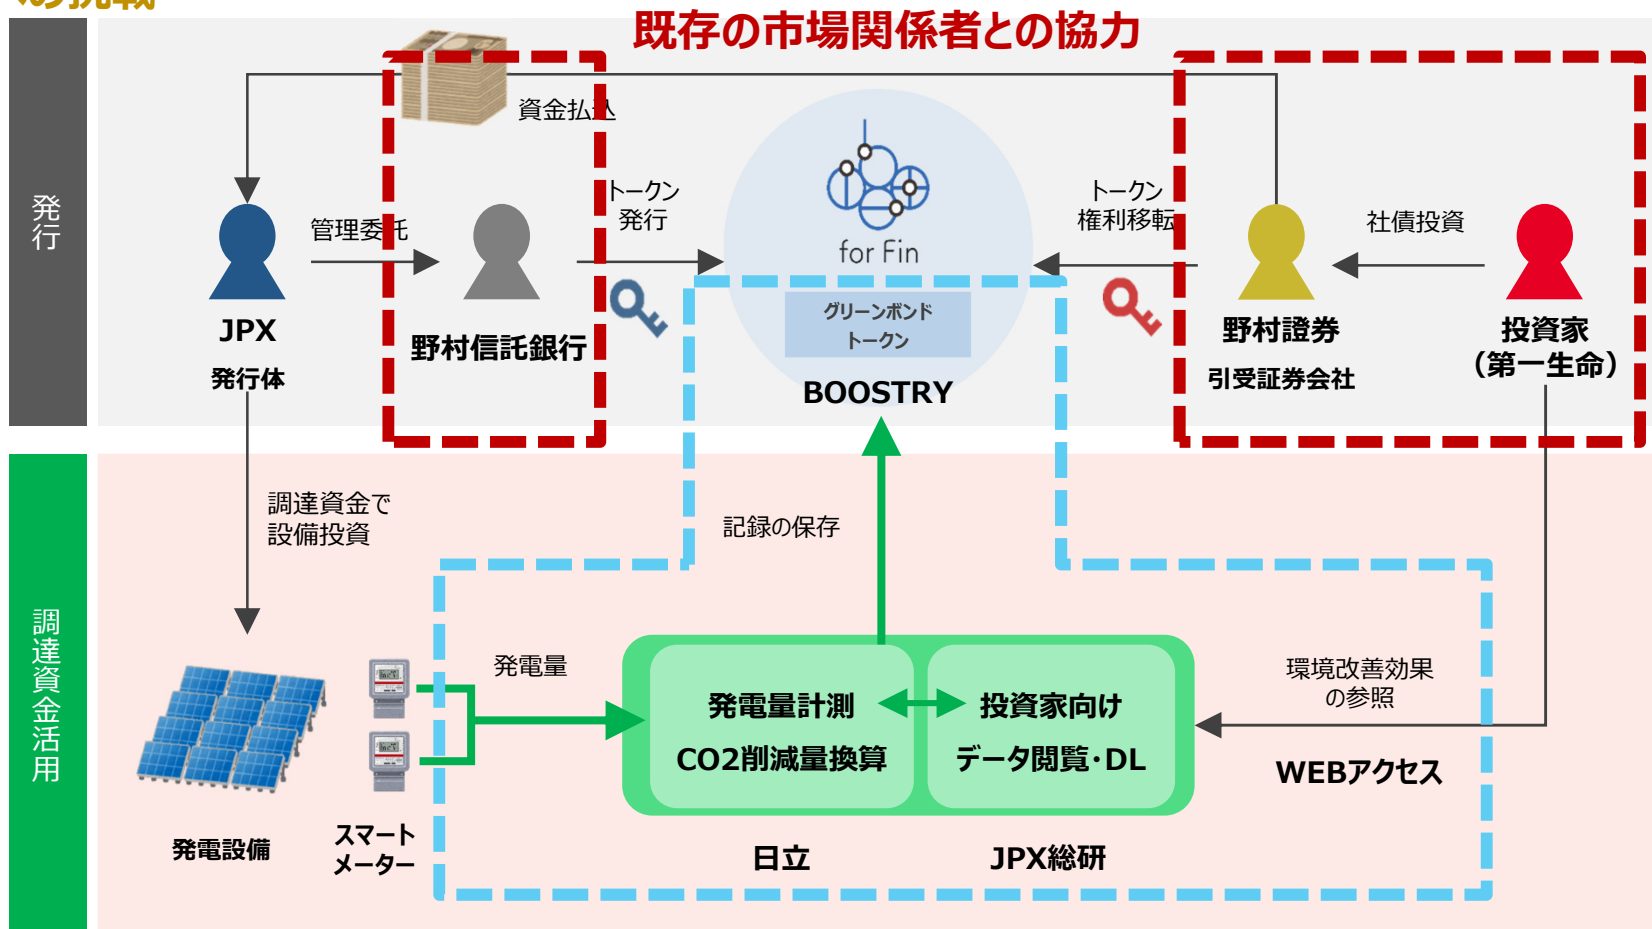 への挑戦
既存の市場関係者との協力
発行
資金払込
管理委託
トークン
発行
for Fin
トークン
権利移転
社債投資
グリーンボンド
トークン
JPX
発行体
野村信託銀行
BOOSTRY
野村證券
引受証券会社
投資家
(第一生命)
調達資金活用
調達資金で
設備投資
記録の保存
発電量
発電量計測
CO2削減量換算
投資家向け
データ閲覧・DL
環境改善効果
の参照
WEBアクセス
発電設備
スマート
メーター
日立
JPX総研